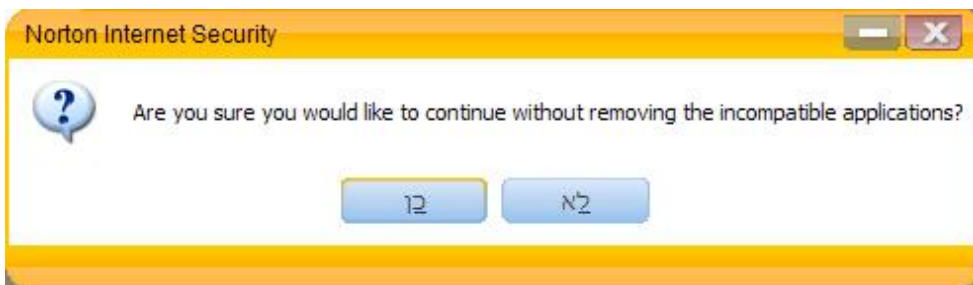 Norton Internet Security
Are you sure you would like to continue without removing the incompatible applications?
כן
לא